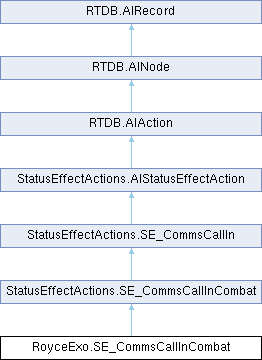 RTDB.AIRecord
RTDB.AINode
RTDB.AIAction
StatusEffectActions.AIStatusEffectAction
StatusEffectActions.SE_CommsCallIn
StatusEffectActions.SE_CommsCallInCombat
RoyceExo.SE_CommsCallInCombat